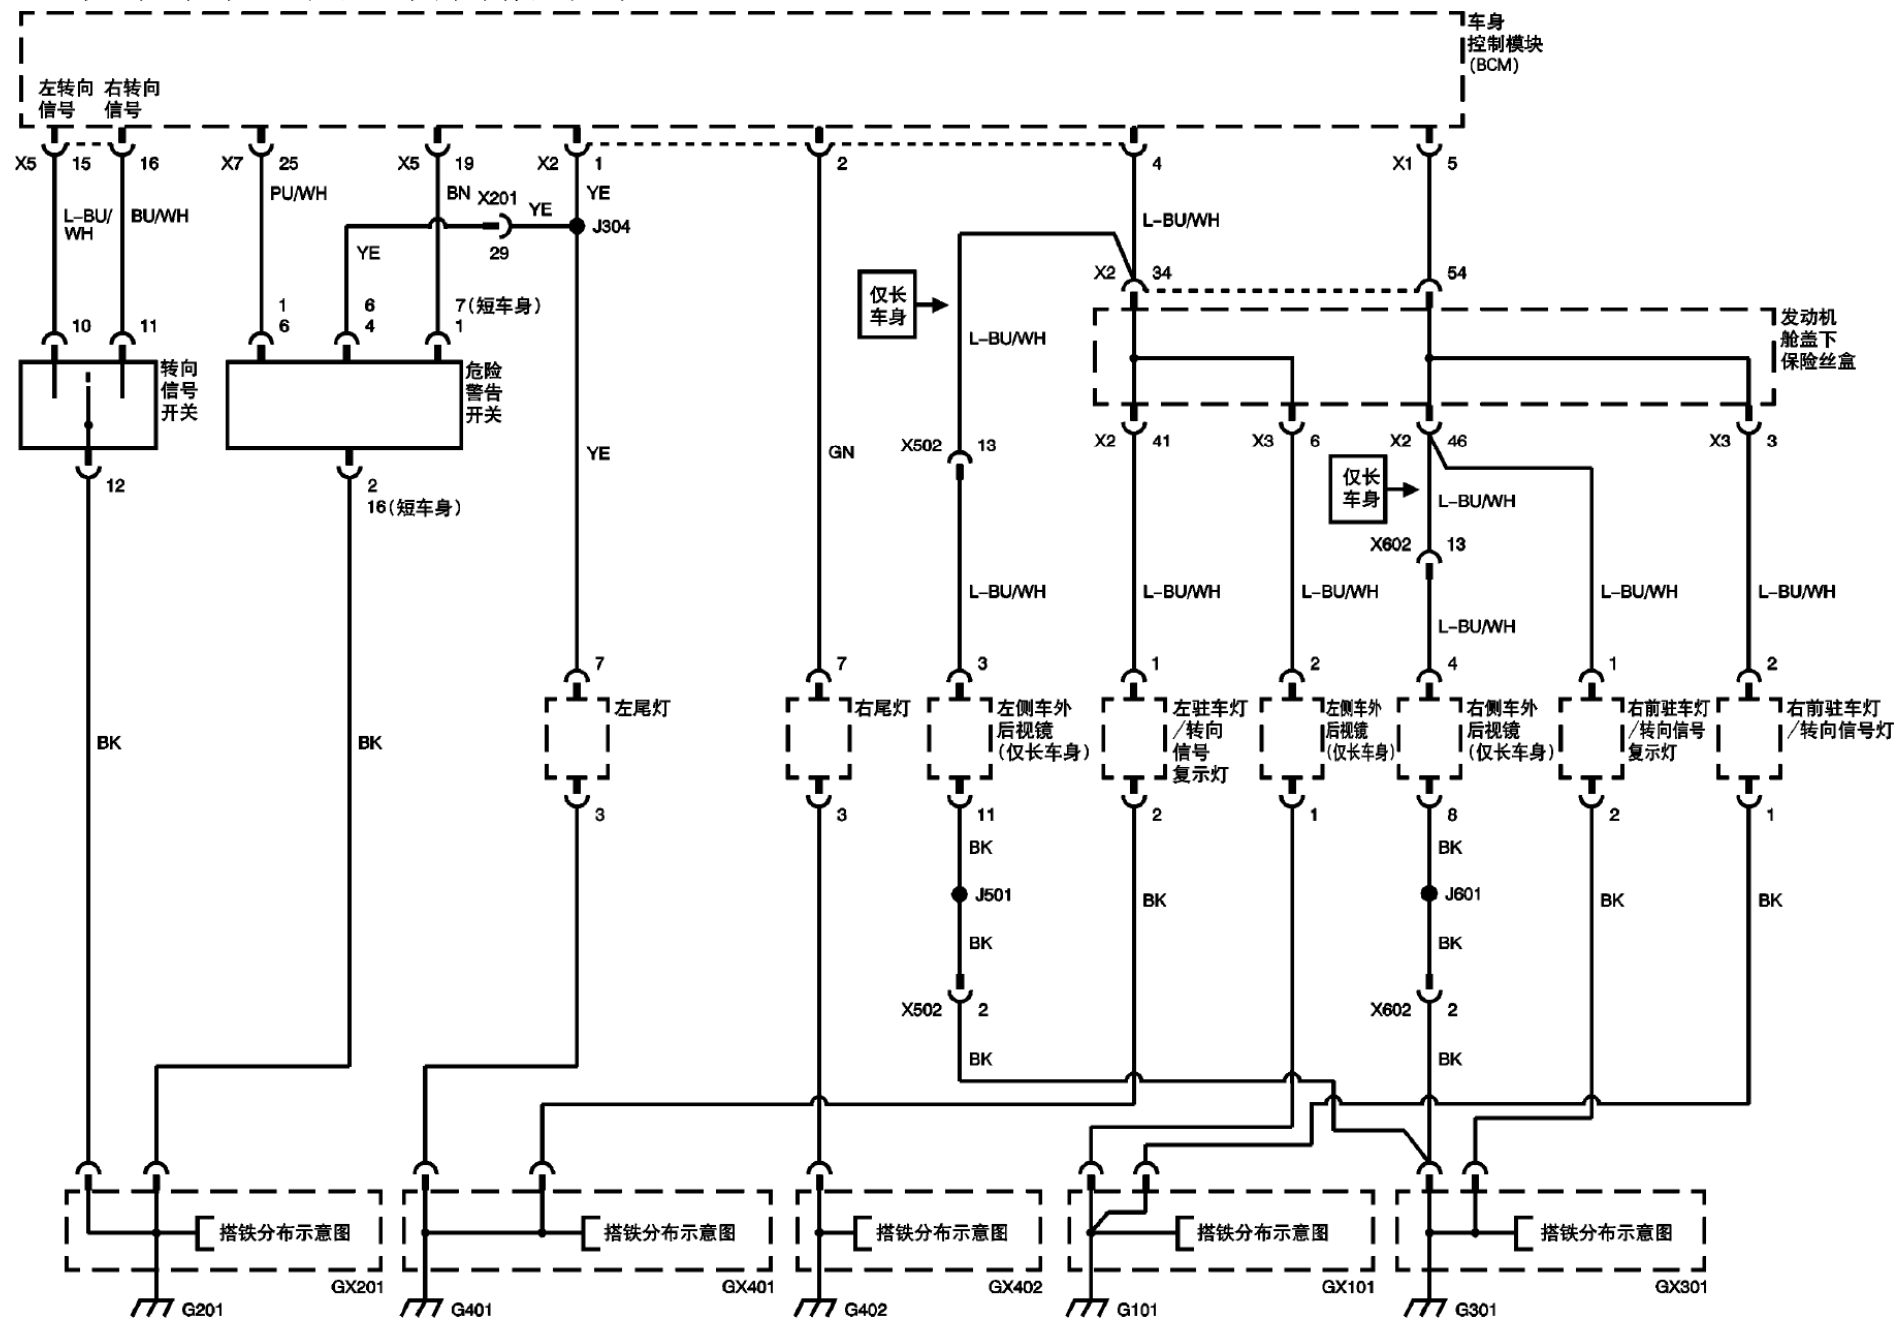 车身
控制模块
(BCM)
左转向
信号
右转向
信号
X5
15
16
X7
25
X5
19
X2
1
2
4
X1
5
L-BU/
WH
BU/WH
PU/WH
BN
X201
YE
YE
J304
29
YE
L-BU/WH
X2
34
54
仅长
车身
L-BU/WH
发动机
舱盖下
保险丝盒
10
11
1
6
6
4
7(短车身)
1
转向
信号
开关
危险
警告
开关
12
2
16(短车身)
YE
GN
X502
13
X2
41
X3
6
X2
46
X3
3
仅长
车身
L-BU/WH
X602
13
L-BU/WH
L-BU/WH
L-BU/WH
L-BU/WH
L-BU/WH
L-BU/WH
7
7
3
1
2
4
1
2
左尾灯
右尾灯
左侧车外
后视镜
(仅长车身)
左驻车灯
/转向
信号
复示灯
左侧车外
后视镜
(仅长车身)
右侧车外
后视镜
(仅长车身)
右前驻车灯
/转向信号
复示灯
右前驻车灯
/转向信号灯
BK
BK
3
3
11
2
1
8
2
1
BK
BK
J501
J601
BK
BK
BK
BK
BK
X502
2
X602
2
BK
BK
搭铁分布示意图
搭铁分布示意图
搭铁分布示意图
搭铁分布示意图
搭铁分布示意图
GX201
GX401
GX402
GX101
GX301
G201
G401
G402
G101
G301